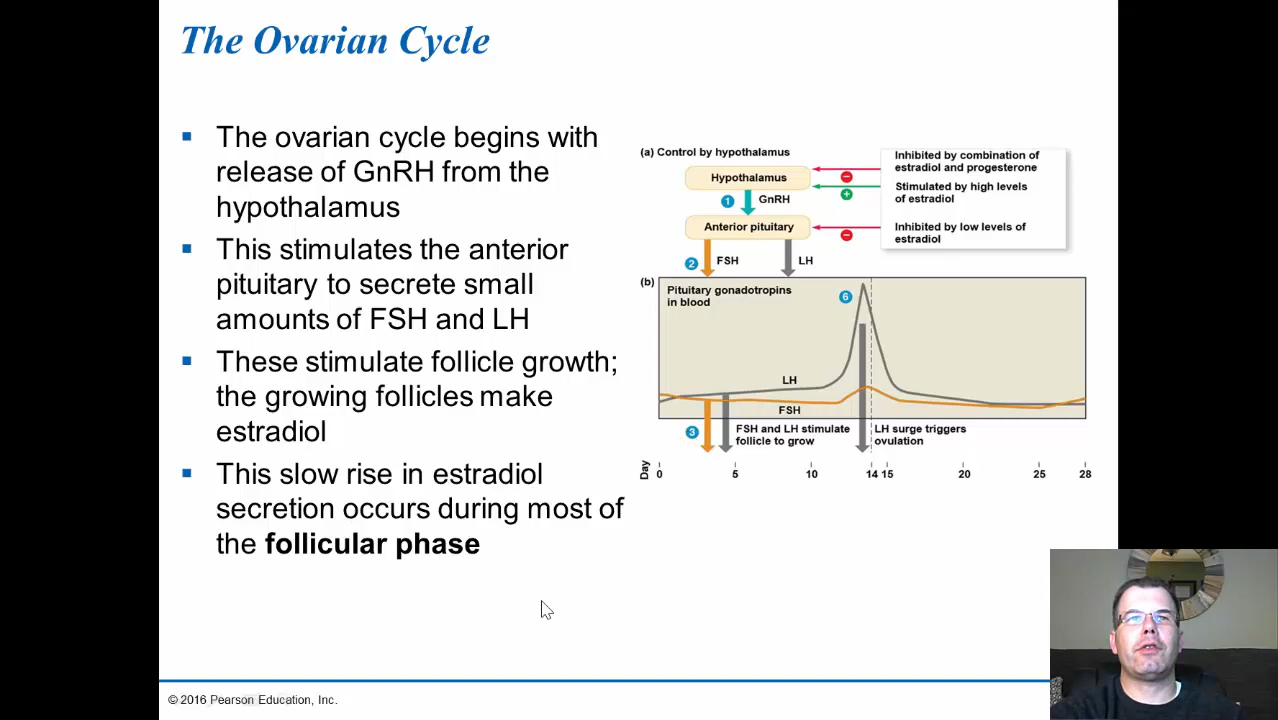 The Ovarian Cycle
▪ The ovarian cycle begins with
release of GnRH from the
hypothalamus
▪ This stimulates the anterior
pituitary to secrete small
amounts of FSH and LH
▪ These stimulate follicle growth;
the growing follicles make
estradiol
▪ This slow rise in estradiol
secretion occurs during most of
the follicular phase
(a) Control by hypothalamus
Hypothalamus
1 GnRH
Anterior pituitary
2 FSH LH
−
+
−
Inhibited by combination of
estradiol and progesterone
Stimulated by high levels
of estradiol
Inhibited by low levels of
estradiol
(b)
Pituitary gonadotropins
in blood
6
LH
FSH
3
FSH and LH stimulate
follicle to grow
LH surge triggers
ovulation
Day 0 5 10 14 15 20 25 28
© 2016 Pearson Education, Inc.